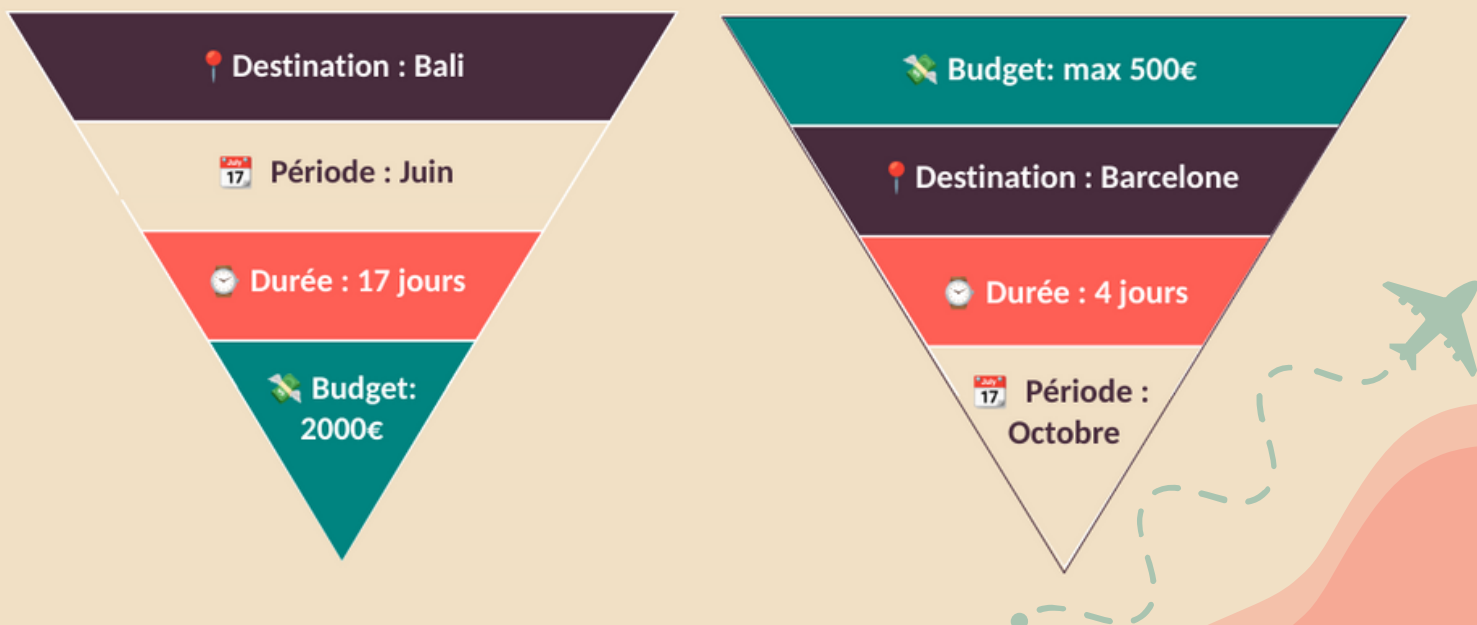 📍Destination : Bali
📅 Période : Juin
⌚ Durée : 17 jours
💸 Budget:
2000€
💸 Budget: max 500€
📍Destination : Barcelone
⌚ Durée : 4 jours
📅 Période :
Octobre